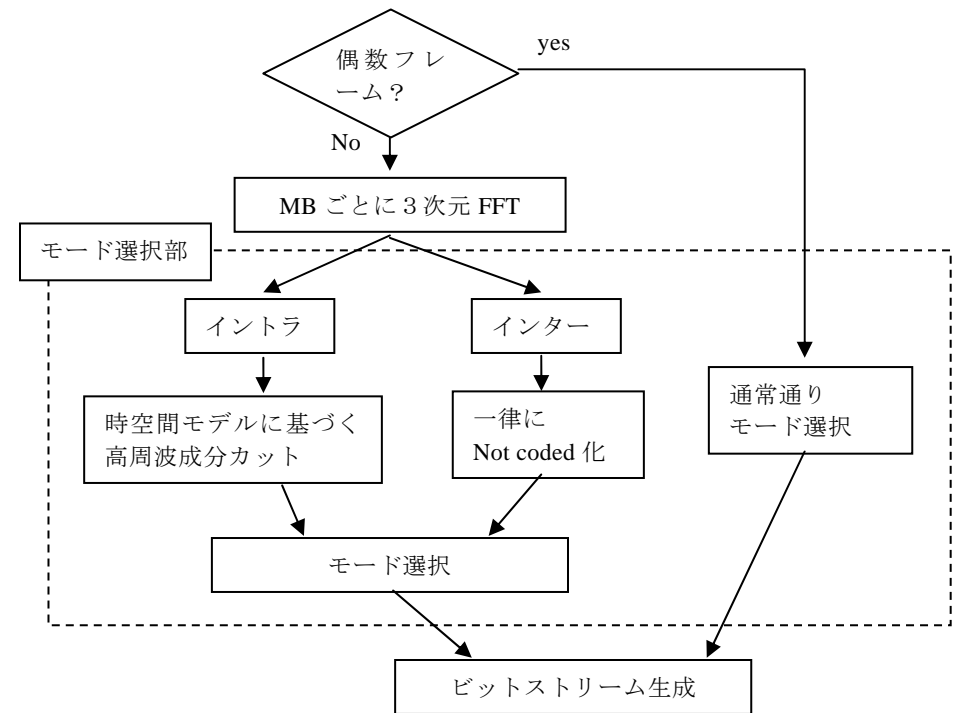 yes
偶数フレ
ーム？
No
MB ごとに３次元 FFT
モード選択部
イントラ
インター
通常通り
モード選択
時空間モデルに基づく
高周波成分カット
一律に
Not coded 化
モード選択
ビットストリーム生成